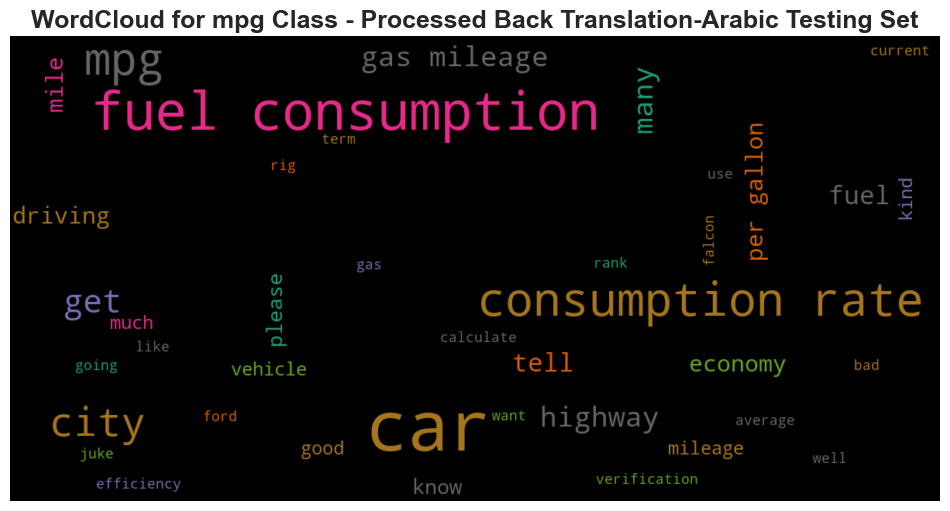 WordCloud for mpg Class - Processed Back Translation-Arabic Testing Set
current
mpg
gas mileage
mile
many
fuel consumption
term
per gallon
rig
use
kind
fuel
driving
falcon
gas
rank
please
get
consumption rate
much
calculate
like
tell
economy
going
vehicle
bad
car
city
ford
want
highway
average
good
mileage
juke
well
efficiency
know
verification